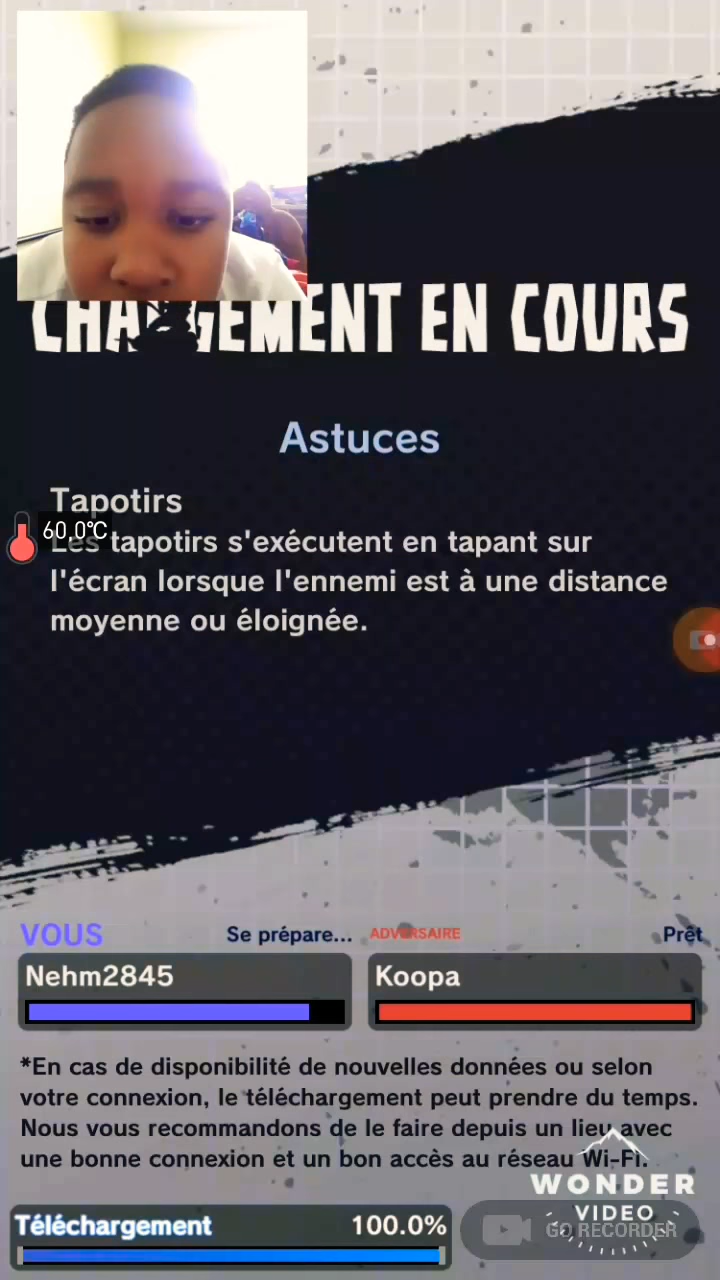 CHARGEMENT EN COURS
Astuces
Tapotirs
60,0°C
Les tapotirs s'exécutent en tapant sur
l'écran lorsque l'ennemi est à une distance
moyenne ou éloignée.
VOUS Se prépare... ADVERSAIRE Prêt
Nehm2845 Koopa
*En cas de disponibilité de nouvelles données ou selon
votre connexion, le téléchargement peut prendre du temps.
Nous vous recommandons de le faire depuis un lieu avec
une bonne connexion et un bon accès au réseau Wi-Fi.
WONDER
VIDEO
GO RECORDER
Téléchargement 100.0%